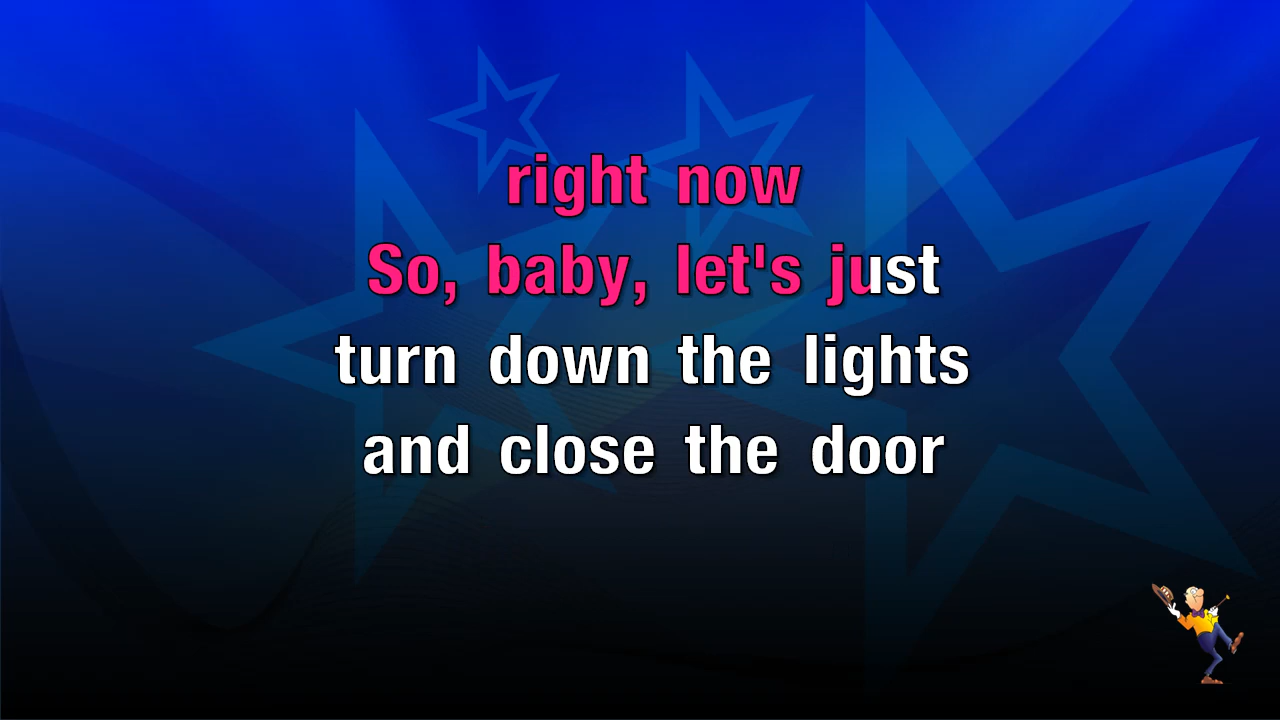 right now
So, baby, let's just
turn down the lights
and close the door